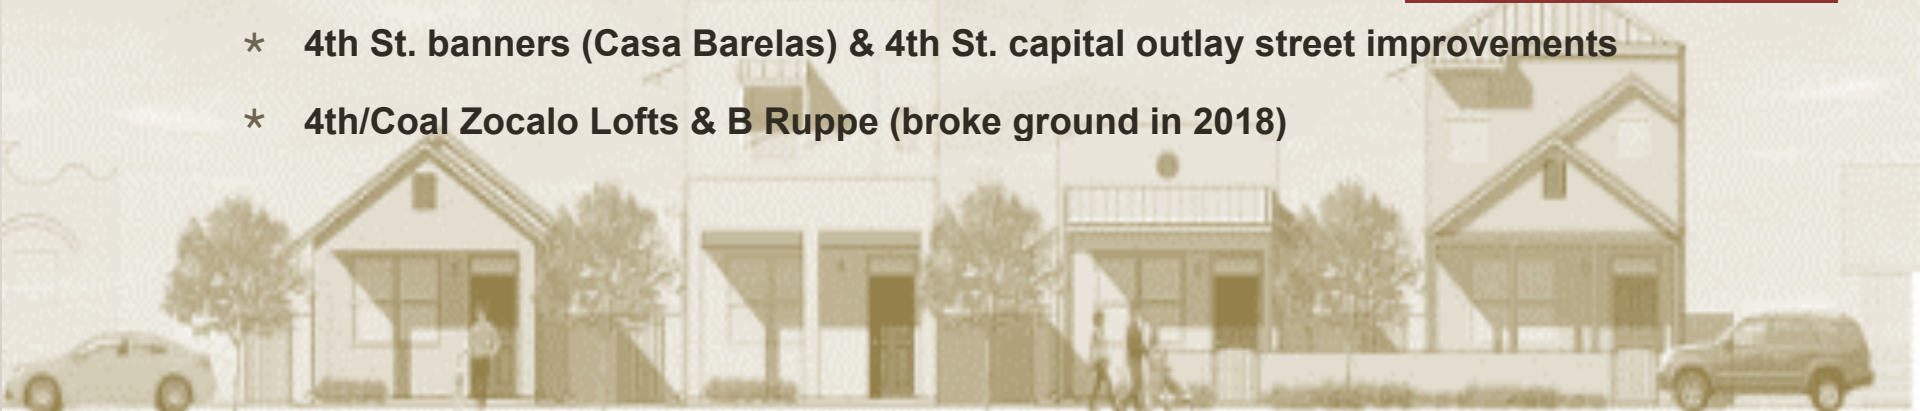 * 4th St. banners (Casa Barelas) & 4th St. capital outlay street improvements
* 4th/Coal Zocalo Lofts & B Ruppe (broke ground in 2018)